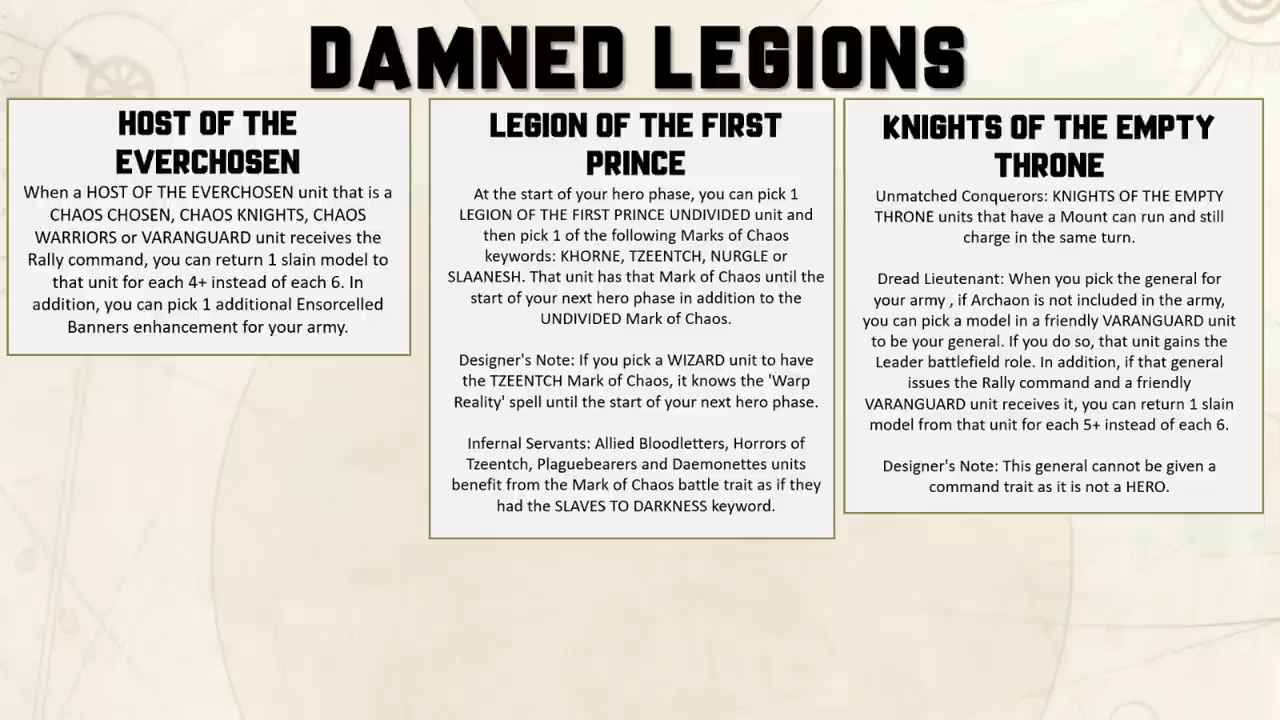 DAMNED LEGIONS
HOST OF THE
EVERCHOSEN
When a HOST OF THE EVERCHOSEN unit that is a
CHAOS CHOSEN, CHAOS KNIGHTS, CHAOS
WARRIORS or VARANGUARD unit receives the
Rally command, you can return 1 slain model to
that unit for each 4+ instead of each 6. In
addition, you can pick 1 additional Ensorcelled
Banners enhancement for your army.
LEGION OF THE FIRST
PRINCE
At the start of your hero phase, you can pick 1
LEGION OF THE FIRST PRINCE UNDIVIDED unit and
then pick 1 of the following Marks of Chaos
keywords: KHORNE, TZEENTCH, NURGLE or
SLAANESH. That unit has that Mark of Chaos until the
start of your next hero phase in addition to the
UNDIVIDED Mark of Chaos.
Designer's Note: If you pick a WIZARD unit to have
the TZEENTCH Mark of Chaos, it knows the 'Warp
Reality' spell until the start of your next hero phase.
Infernal Servants: Allied Bloodletters, Horrors of
Tzeentch, Plaguebearers and Daemonettes units
benefit from the Mark of Chaos battle trait as if they
had the SLAVES TO DARKNESS keyword.
KNIGHTS OF THE EMPTY
THRONE
Unmatched Conquerors: KNIGHTS OF THE EMPTY
THRONE units that have a Mount can run and still
charge in the same turn.
Dread Lieutenant: When you pick the general for
your army , if Archaon is not included in the army,
you can pick a model in a friendly VARANGUARD unit
to be your general. If you do so, that unit gains the
Leader battlefield role. In addition, if that general
issues the Rally command and a friendly
VARANGUARD unit receives it, you can return 1 slain
model from that unit for each 5+ instead of each 6.
Designer's Note: This general cannot be given a
command trait as it is not a HERO.